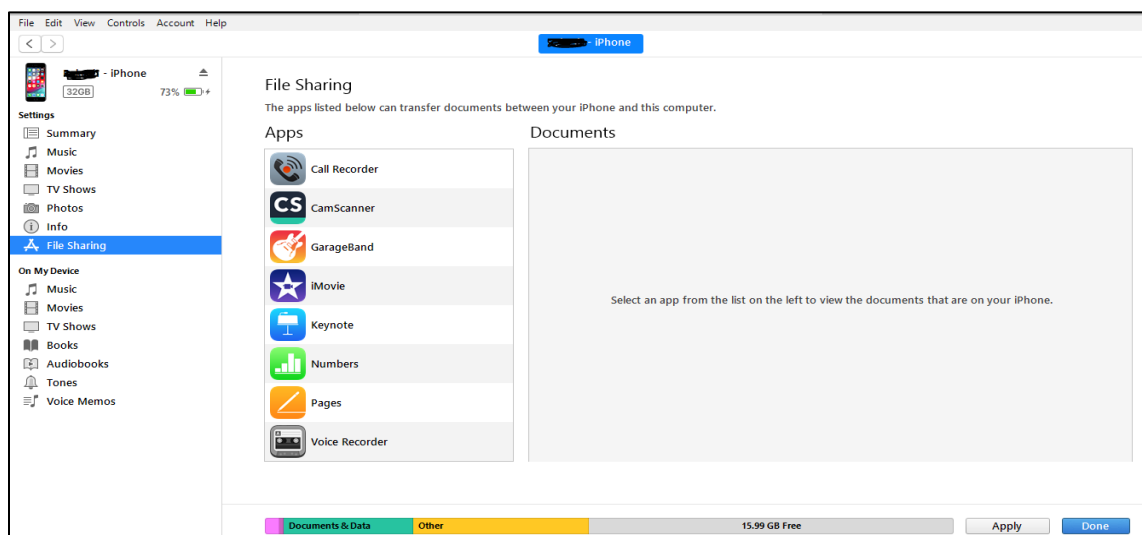 File Edit View Controls Account Help
- iPhone
- iPhone
32GB 73%
Settings
Summary
Music
Movies
TV Shows
Photos
Info
File Sharing
On My Device
Music
Movies
TV Shows
Books
Audiobooks
Tones
Voice Memos
File Sharing
The apps listed below can transfer documents between your iPhone and this computer.
Apps
Call Recorder
CS CamScanner
GarageBand
iMovie
Keynote
Numbers
Pages
Voice Recorder
Documents
Select an app from the list on the left to view the documents that are on your iPhone.
Documents & Data Other 15.99 GB Free Apply Done